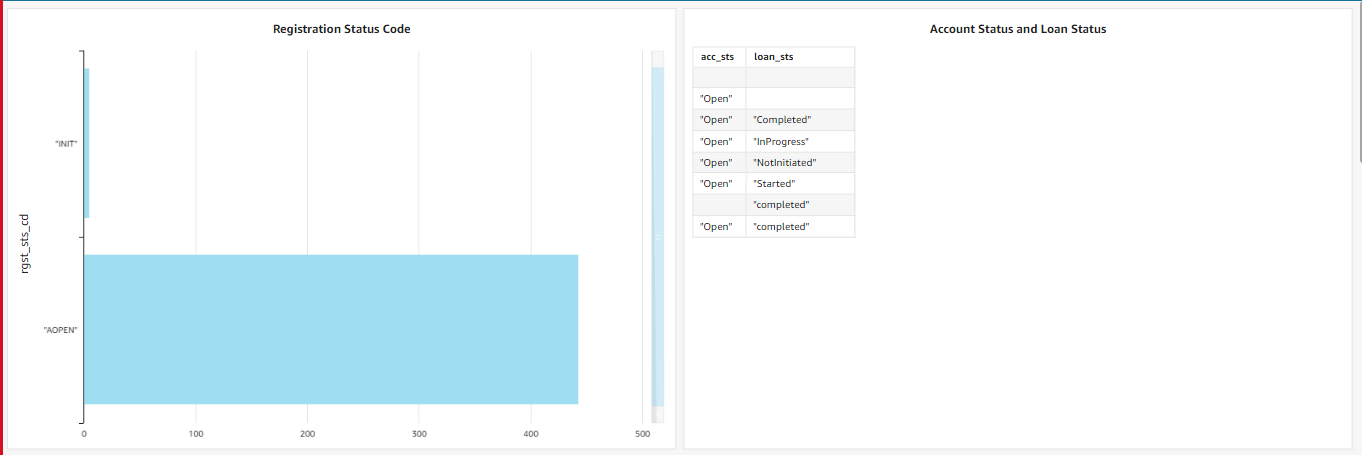 Registration Status Code
"INIT"
"AOPEN"
rgst_sts_cd
0 100 200 300 400 500
Account Status and Loan Status
acc_sts loan_sts
"Open"
"Open" "Completed"
"Open" "InProgress"
"Open" "NotInitiated"
"Open" "Started"
"completed"
"Open" "completed"